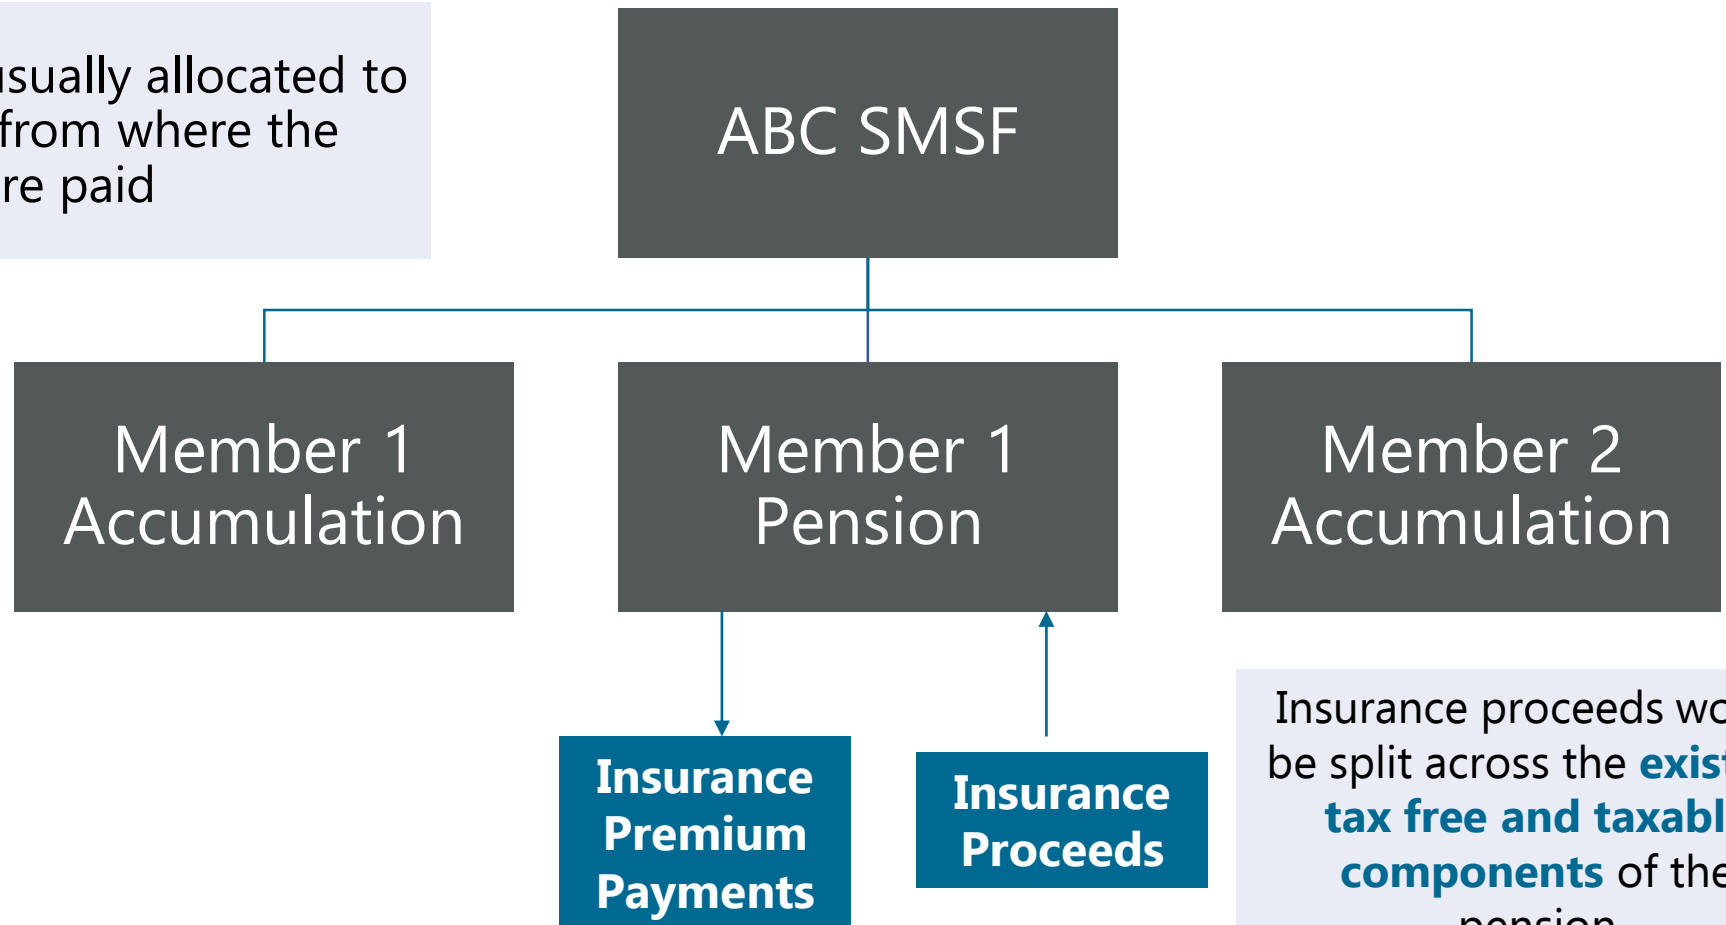 usually allocated to
from where the
re paid
ABC SMSF
Member 1
Accumulation
Member 1
Pension
Member 2
Accumulation
Insurance
Premium
Payments
Insurance
Proceeds
Insurance proceeds wo
be split across the exist
tax free and taxabl
components of the
pension